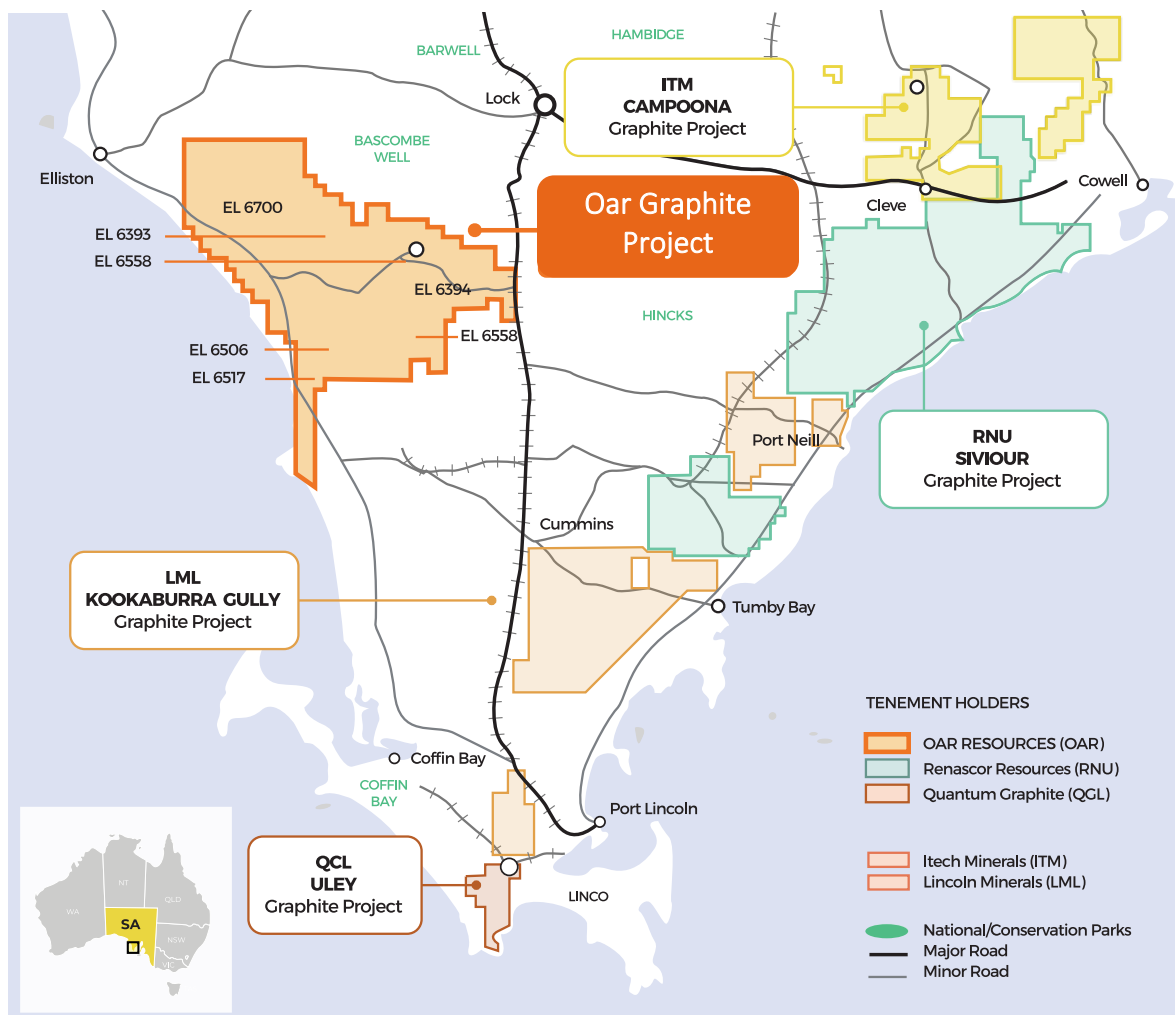 HAMBIDGE
BARWELL
ITM
CAMPOONA
Graphite Project
Lock
BASCOMBE
WELL
Elliston
Cowell
Cleve
Oar Graphite
Project
EL 6700
EL 6393
EL 6558
EL 6394
HINCKS
EL 6558
EL 6506
EL 6517
RNU
SIVIOUR
Graphite Project
Port Neill
Cummins
LML
KOOKABURRA GULLY
Graphite Project
Tumby Bay
Coffin Bay
COFFIN
BAY
Port Lincoln
QCL
ULEY
Graphite Project
LINCO
TENEMENT HOLDERS
OAR RESOURCES (OAR)
Renascor Resources (RNU)
Quantum Graphite (QGL)
Itech Minerals (ITM)
Lincoln Minerals (LML)
National/Conservation Parks
Major Road
Minor Road
NT
QLD
WA
SA
NSW
VIC